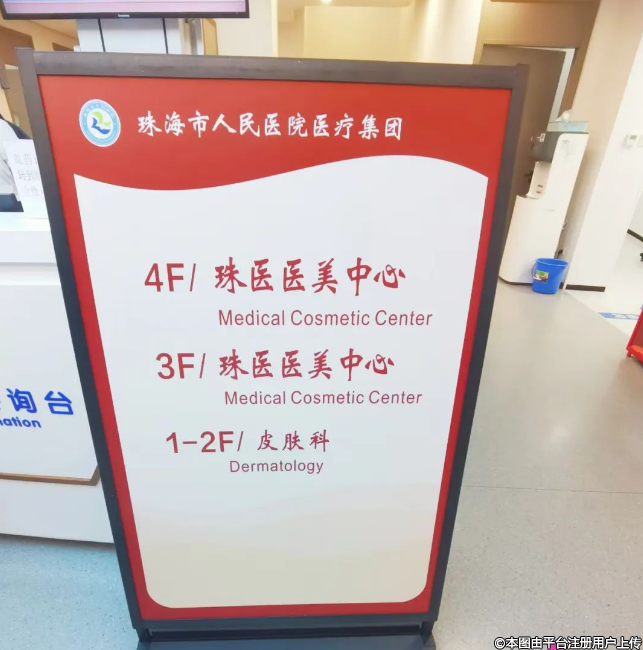 珠海市人民医院医疗集团
4F/ 珠医医美中心
Medical Cosmetic Center
3F/ 珠医医美中心
Medical Cosmetic Center
1-2F/ 皮肤科
Dermatology
询台
ation
©本图由平台注册用户上传